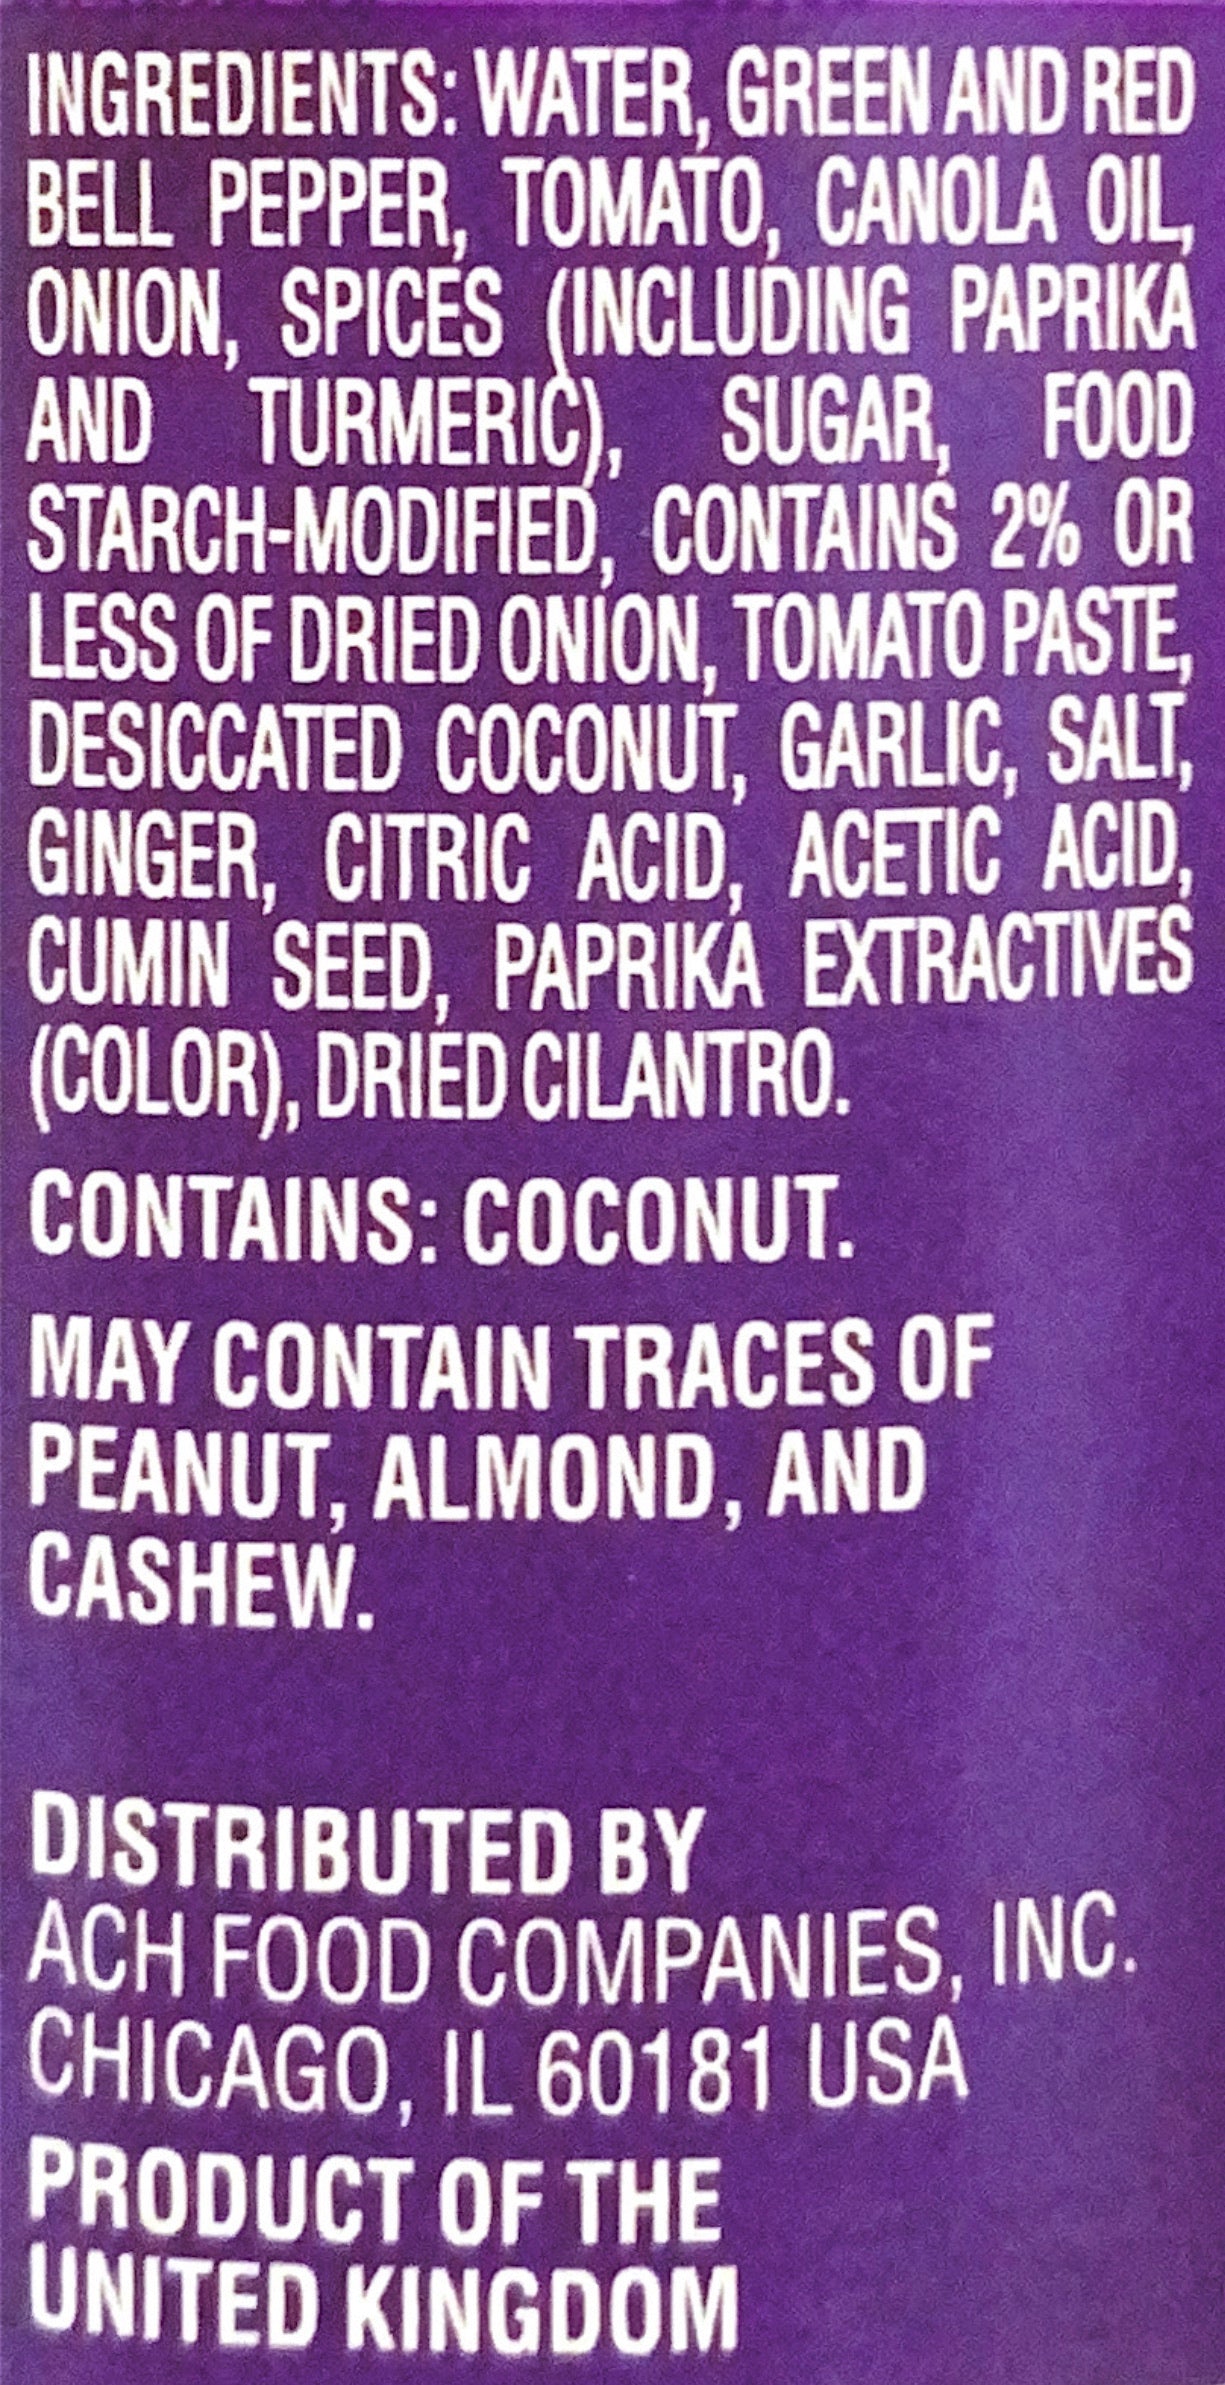 INGREDIENTS: WATER, GREEN AND RED
BELL PEPPER, TOMATO, CANOLA OIL,
ONION, SPICES (INCLUDING PAPRIKA
AND TURMERIC), SUGAR, FOOD
STARCH-MODIFIED, CONTAINS 2% OR
LESS OF DRIED ONION, TOMATO PASTE,
DESICCATED COCONUT, GARLIC, SALT,
GINGER, CITRIC ACID, ACETIC ACID,
CUMIN SEED, PAPRIKA EXTRACTIVES
(COLOR), DRIED CILANTRO.
CONTAINS: COCONUT.
MAY CONTAIN TRACES OF
PEANUT, ALMOND, AND
CASHEW.
DISTRIBUTED BY
ACH FOOD COMPANIES, INC.
CHICAGO, IL 60181 USA
PRODUCT OF THE
UNITED KINGDOM